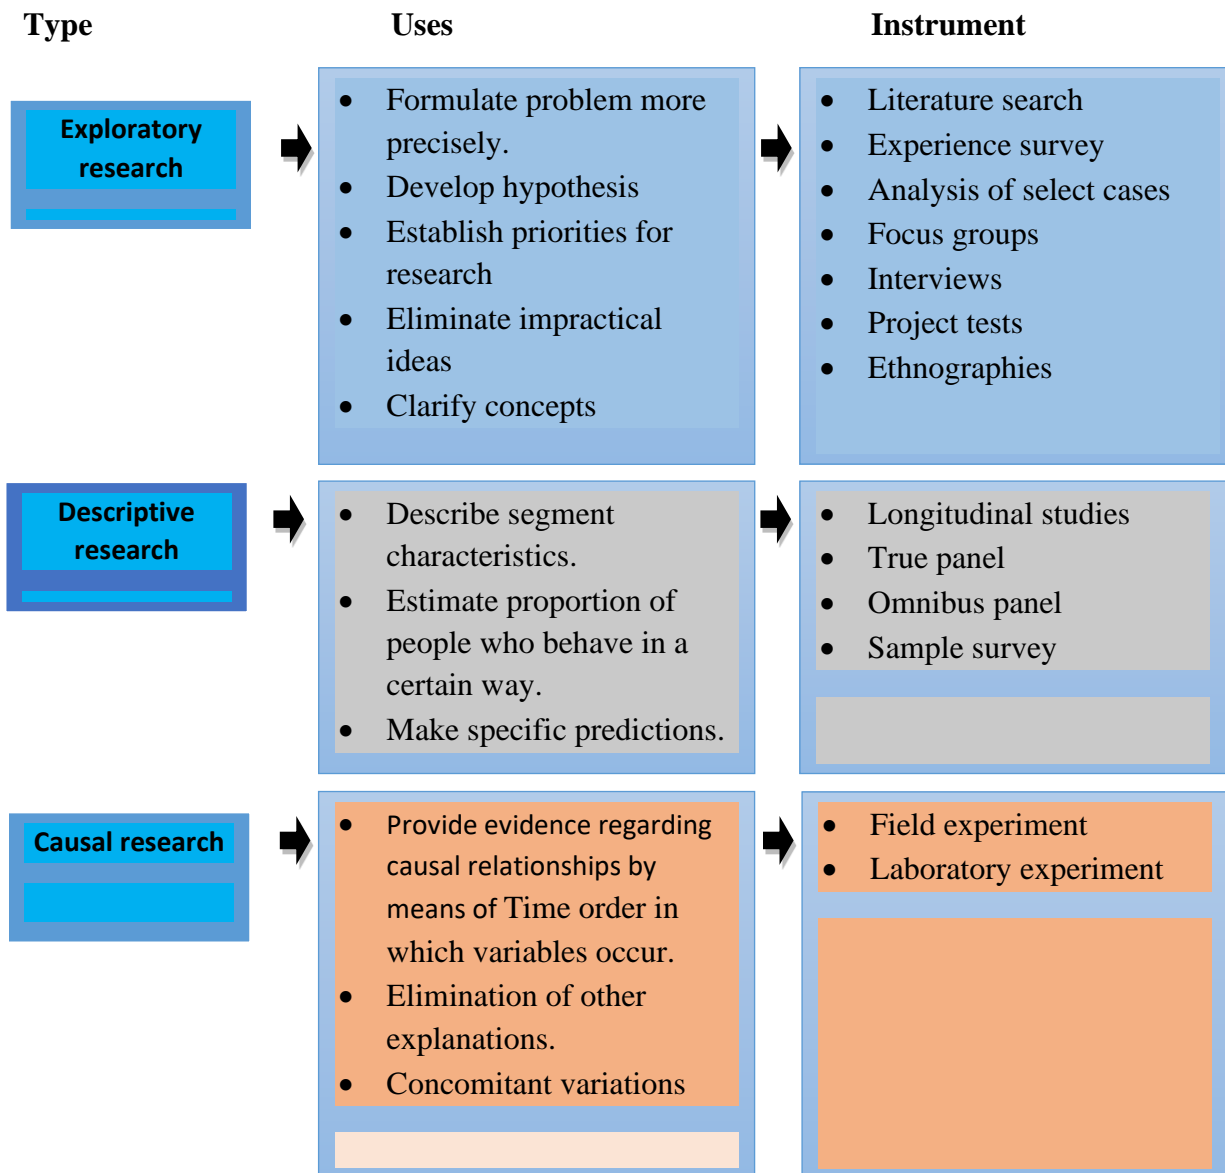 Type Uses Instrument
Exploratory
research
• Formulate problem more
precisely.
• Develop hypothesis
• Establish priorities for
research
• Eliminate impractical
ideas
• Clarify concepts
• Literature search
• Experience survey
• Analysis of select cases
• Focus groups
• Interviews
• Project tests
• Ethnographies
Descriptive
research
• Describe segment
characteristics.
• Estimate proportion of
people who behave in a
certain way.
• Make specific predictions.
• Longitudinal studies
• True panel
• Omnibus panel
• Sample survey
Causal research
• Provide evidence regarding
causal relationships by
means of Time order in
which variables occur.
• Elimination of other
explanations.
• Concomitant variations
• Field experiment
• Laboratory experiment